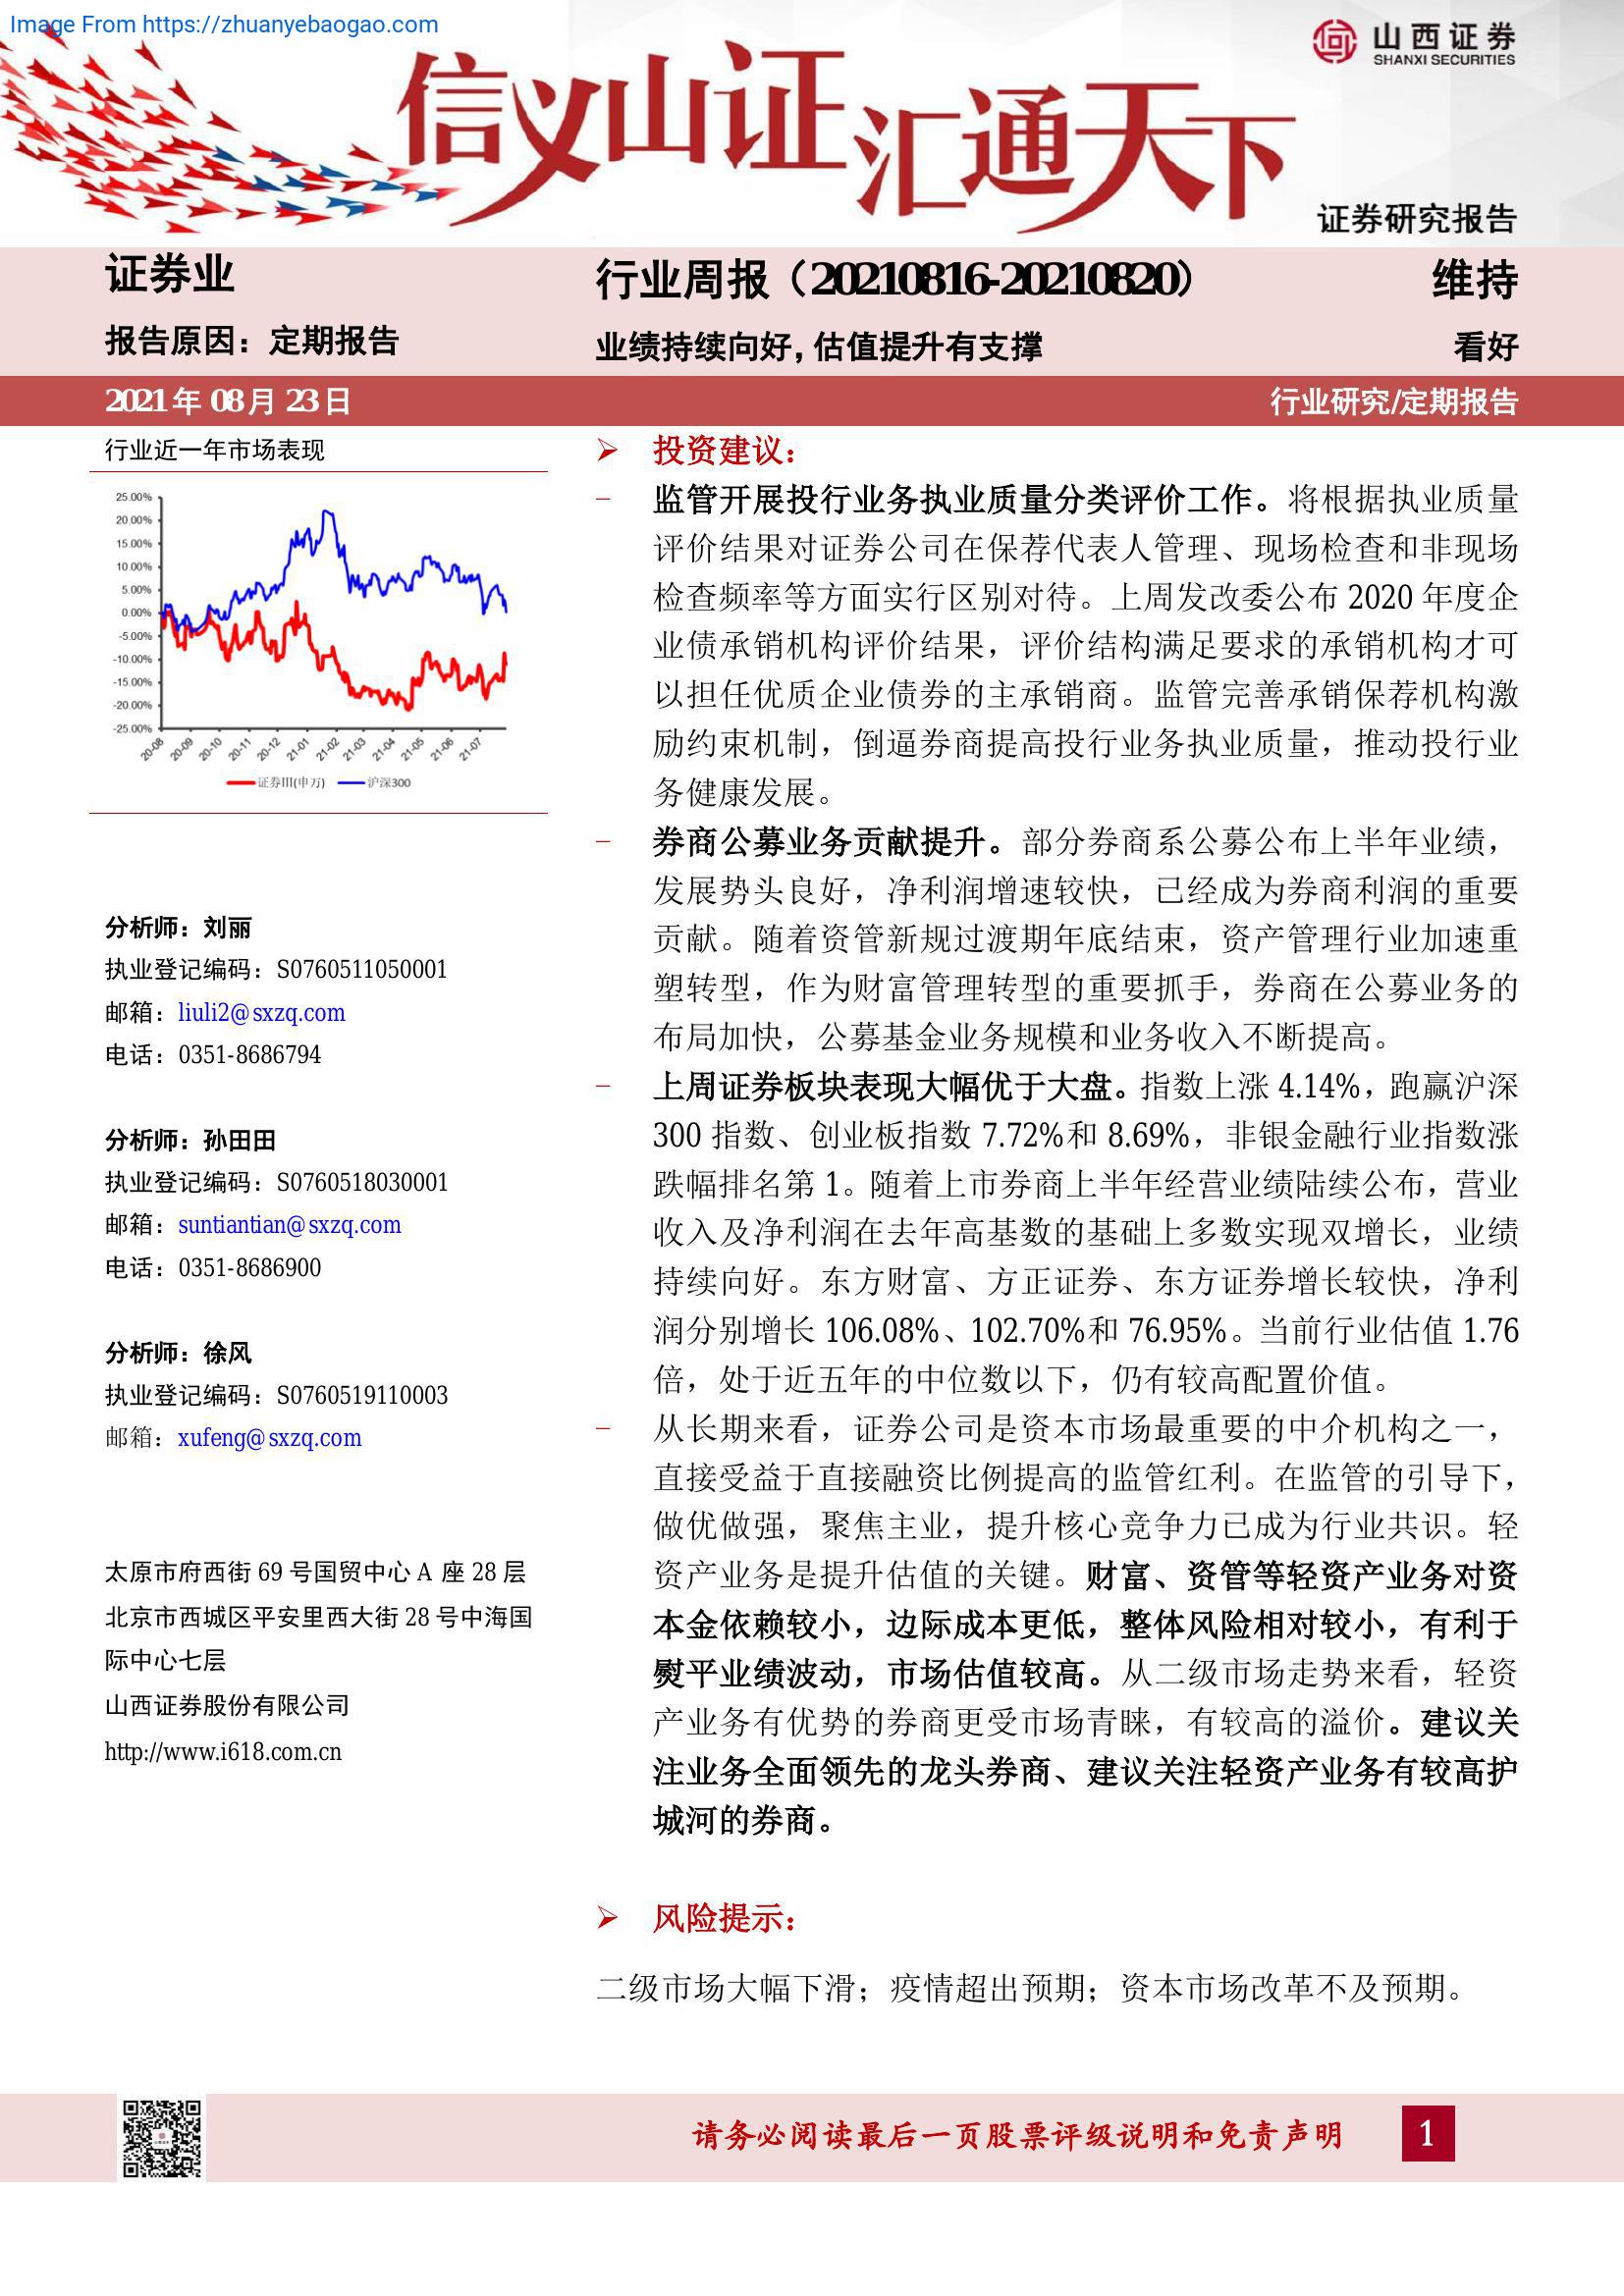 Image From https://zhuanyebaogao.com
山西证券
SHANXI SECURITIES
信义山证汇通天下
证券研究报告
证券业
报告原因：定期报告
行业周报（20210816-20210820）
维持
业绩持续向好，估值提升有支撑
看好
2021 年 08 月 23 日
行业研究/定期报告
行业近一年市场表现
25.00%
20.00%
15.00%
10.00%
5.00%
0.00%
-5.00%
-10.00%
-15.00%
-20.00%
-25.00%
20-08
20-09
20-10
20-11
20-12
21-01
21-02
21-03
21-04
21-05
21-06
21-07
证券III(申万)
沪深300
分析师：刘丽
执业登记编码：S0760511050001
邮箱：liuli2@sxzq.com
电话：0351-8686794
分析师：孙田田
执业登记编码：S0760518030001
邮箱：suntiantian@sxzq.com
电话：0351-8686900
分析师：徐风
执业登记编码：S0760519110003
邮箱：xufeng@sxzq.com
太原市府西街 69 号国贸中心 A 座 28 层
北京市西城区平安里西大街 28 号中海国
际中心七层
山西证券股份有限公司
http://www.i618.com.cn
➢ 投资建议：
– 监管开展投行业务执业质量分类评价工作。将根据执业质量
评价结果对证券公司在保荐代表人管理、现场检查和非现场
检查频率等方面实行区别对待。上周发改委公布 2020 年度企
业债承销机构评价结果，评价结构满足要求的承销机构才可
以担任优质企业债券的主承销商。监管完善承销保荐机构激
励约束机制，倒逼券商提高投行业务执业质量，推动投行业
务健康发展。
– 券商公募业务贡献提升。部分券商系公募公布上半年业绩，
发展势头良好，净利润增速较快，已经成为券商利润的重要
贡献。随着资管新规过渡期年底结束，资产管理行业加速重
塑转型，作为财富管理转型的重要抓手，券商在公募业务的
布局加快，公募基金业务规模和业务收入不断提高。
– 上周证券板块表现大幅优于大盘。指数上涨 4.14%，跑赢沪深
300 指数、创业板指数 7.72%和 8.69%，非银金融行业指数涨
跌幅排名第 1。随着上市券商上半年经营业绩陆续公布，营业
收入及净利润在去年高基数的基础上多数实现双增长，业绩
持续向好。东方财富、方正证券、东方证券增长较快，净利
润分别增长 106.08%、102.70%和 76.95%。当前行业估值 1.76
倍，处于近五年的中位数以下，仍有较高配置价值。
– 从长期来看，证券公司是资本市场最重要的中介机构之一，
直接受益于直接融资比例提高的监管红利。在监管的引导下，
做优做强，聚焦主业，提升核心竞争力已成为行业共识。轻
资产业务是提升估值的关键。财富、资管等轻资产业务对资
本金依赖较小，边际成本更低，整体风险相对较小，有利于
熨平业绩波动，市场估值较高。从二级市场走势来看，轻资
产业务有优势的券商更受市场青睐，有较高的溢价。建议关
注业务全面领先的龙头券商、建议关注轻资产业务有较高护
城河的券商。
➢ 风险提示：
二级市场大幅下滑；疫情超出预期；资本市场改革不及预期。
请务必阅读最后一页股票评级说明和免责声明
1